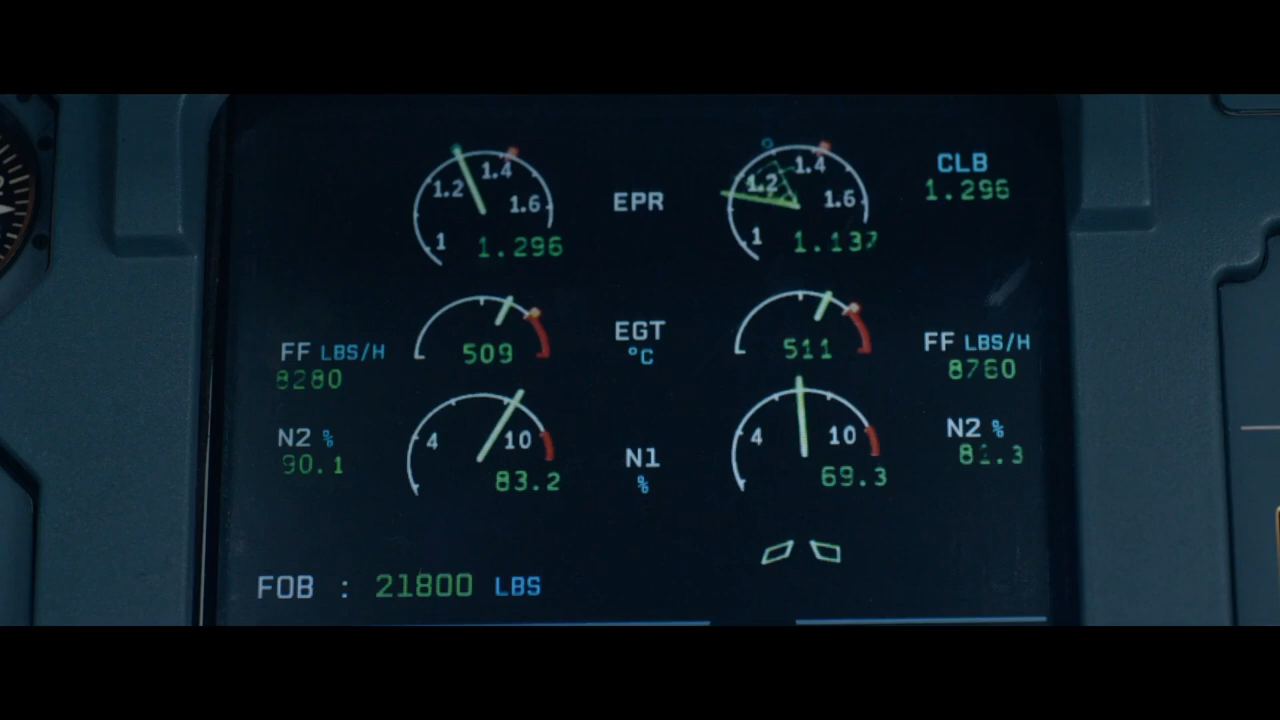 1.2 1.4 1.6 1 1.296
EPR
1.2 1.4 1.6 1 1.137
CLB
1.296
509
EGT
°C
511
FF LBS/H
8280
FF LBS/H
8760
N2 %
90.1
4 10
83.2
N1
%
4 10
69.3
N2 %
81.3
FOB : 21800 LBS